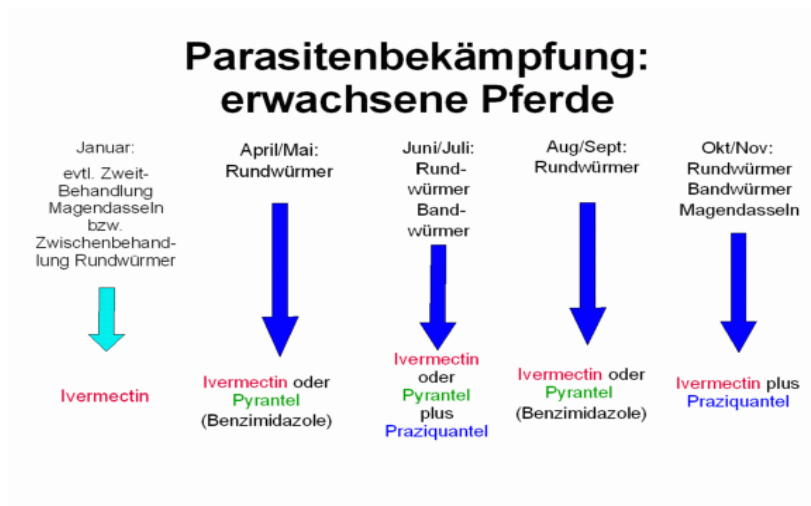 Parasitenbekämpfung:
erwachsene Pferde
Januar:
evtl. Zweit-
Behandlung
Magendasseln
bzw.
Zwischenbehand-
lung Rundwürmer
Ivermectin
April/Mai:
Rundwürmer
Ivermectin oder
Pyrantel
(Benzimidazole)
Juni/Juli:
Rund-
würmer
Band-
würmer
Ivermectin
oder
Pyrantel
plus
Praziquantel
Aug/Sept:
Rundwürmer
Ivermectin oder
Pyrantel
(Benzimidazole)
Okt/Nov:
Rundwürmer
Bandwürmer
Magendasseln
Ivermectin plus
Praziquantel